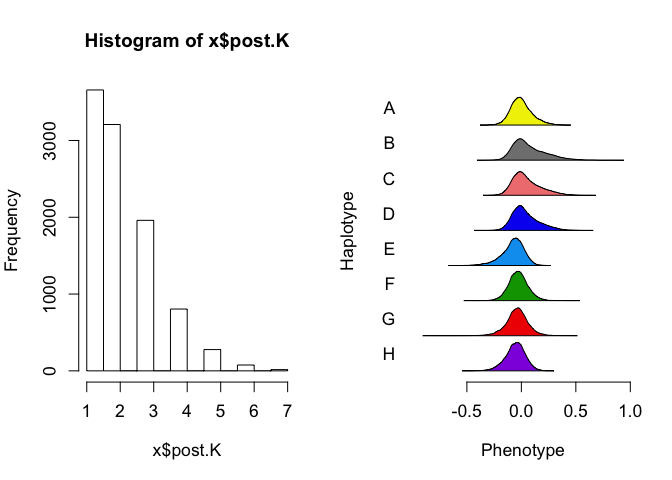 Histogram of x$post.K
Frequency
0
1000
2000
3000
1 2 3 4 5 6 7
x$post.K
Haplotype
A
B
C
D
E
F
G
H
-0.5 0.0 0.5 1.0
Phenotype